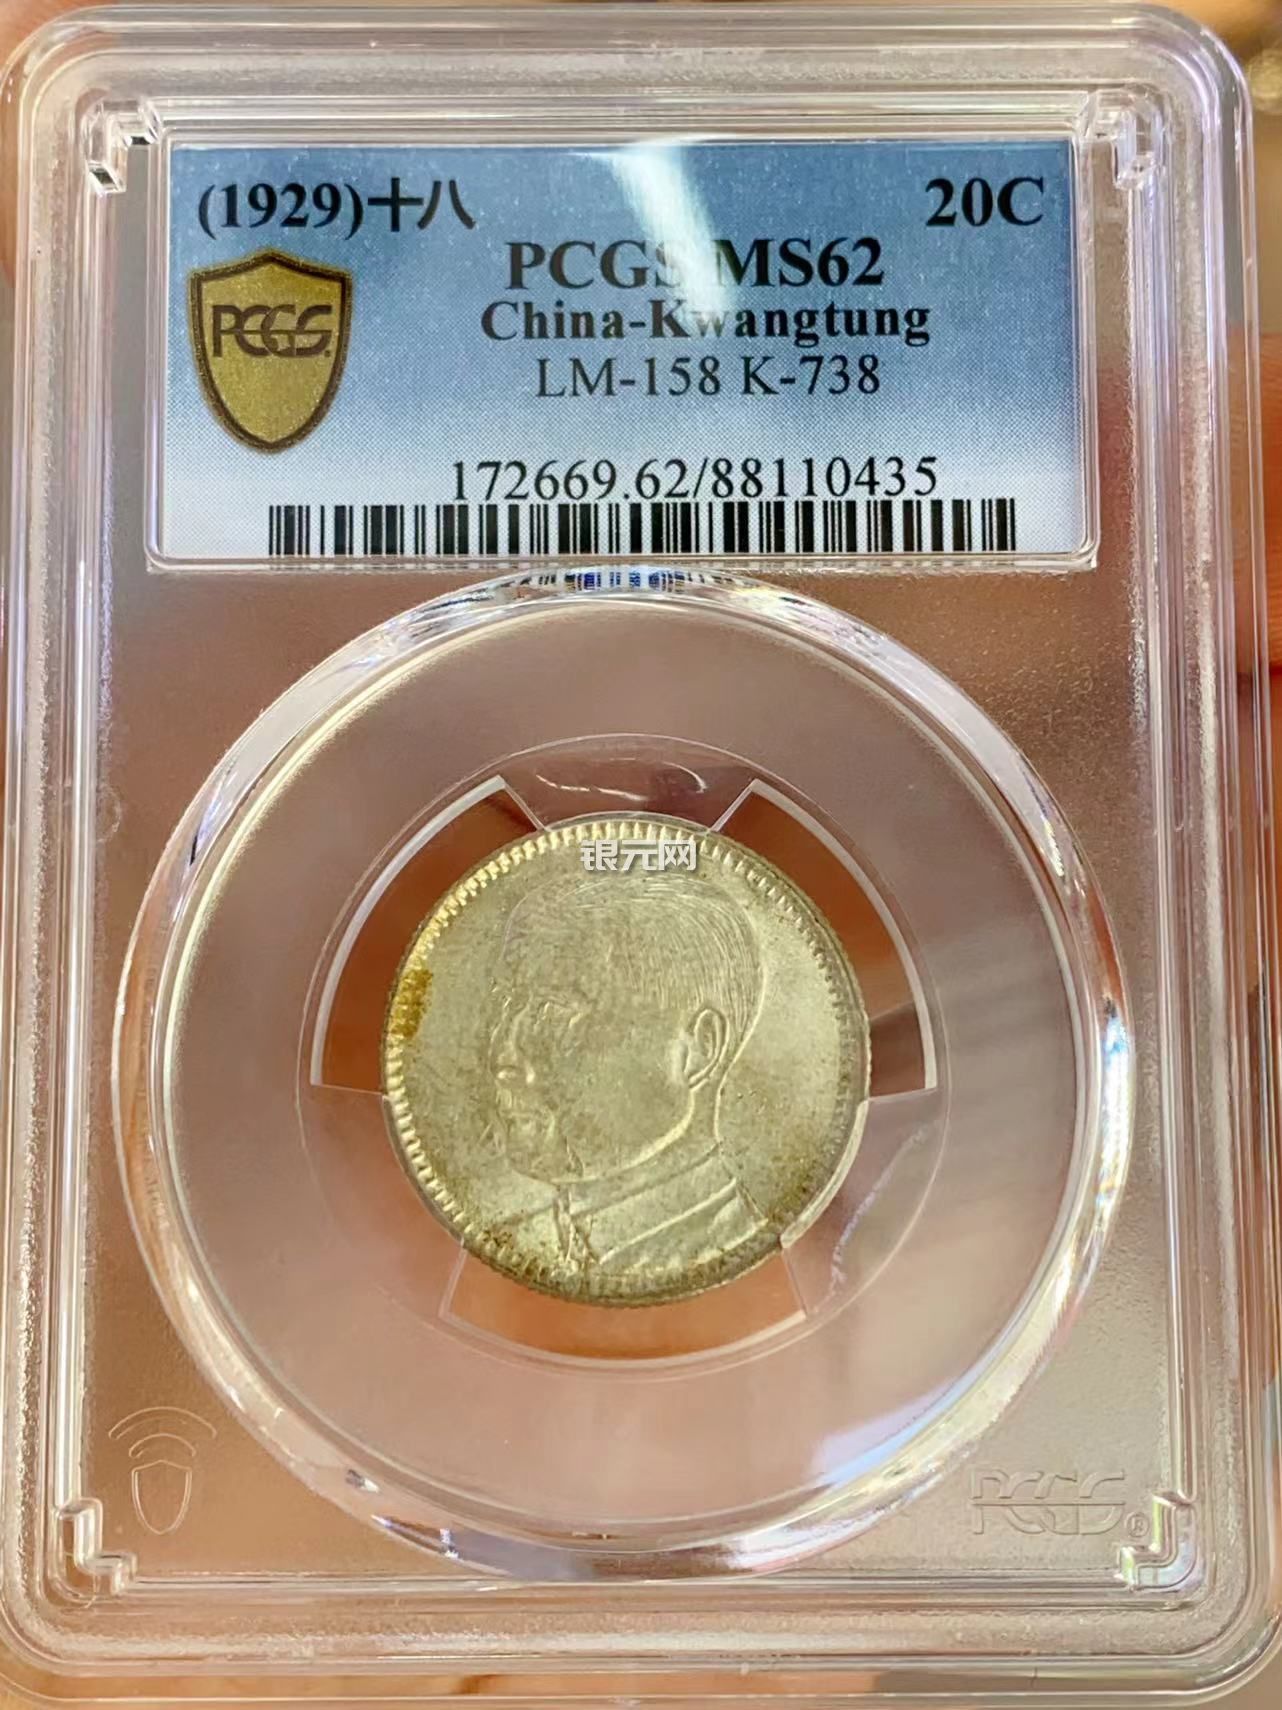 (1929)十八 20C
PCGS MS62
China-Kwangtung
LM-158 K-738
PCGS
172669.62/88110435
银元网
PCGS®